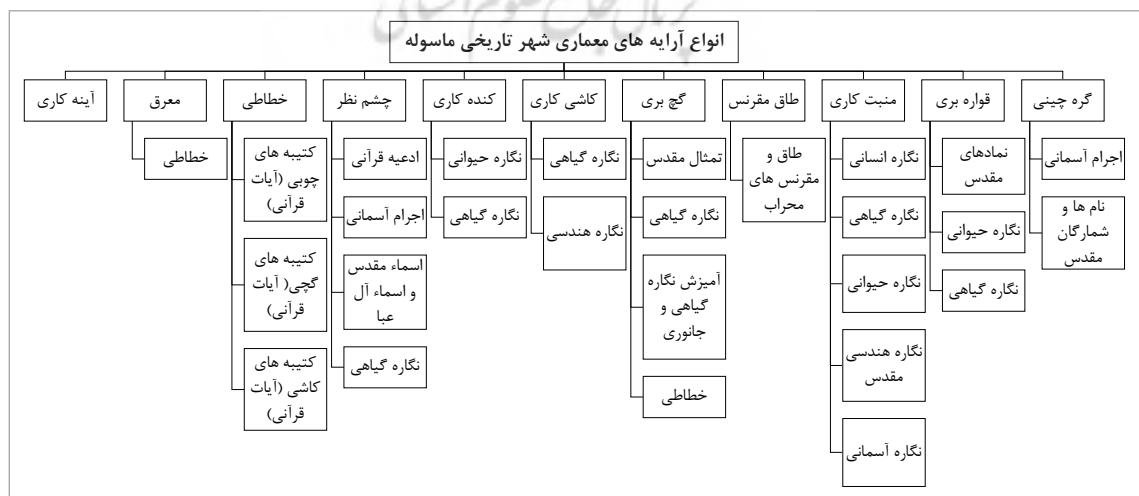 پرتال جامع علوم انسانی
انواع آرایه های معماری شهر تاریخی ماسوله
گره چینی
اجرام آسمانی
نام ها و
شمارگان
مقدس
قواره بری
نمادهای
مقدس
نگاره حیوانی
نگاره گیاهی
منبت کاری
نگاره انسانی
نگاره گیاهی
نگاره حیوانی
نگاره هندسی
مقدس
نگاره آسمانی
طاق مقرنس
طاق و
مقرنس های
محراب
گچ بری
تمثال مقدس
نگاره گیاهی
آمیزش نگاره
گیاهی و
جانوری
خطاطی
کاشی کاری
نگاره گیاهی
نگاره هندسی
کنده کاری
نگاره حیوانی
نگاره گیاهی
چشم نظر
ادعیه قرآنی
اجرام آسمانی
اسماء مقدس
و اسماء آل
عبا
نگاره گیاهی
خطاطی
کتیبه های
چوبی (آیات
قرآنی)
کتیبه های
گچی( آیات
قرآنی)
کتیبه های
کاشی (آیات
قرآنی)
معرق
خطاطی
آینه کاری